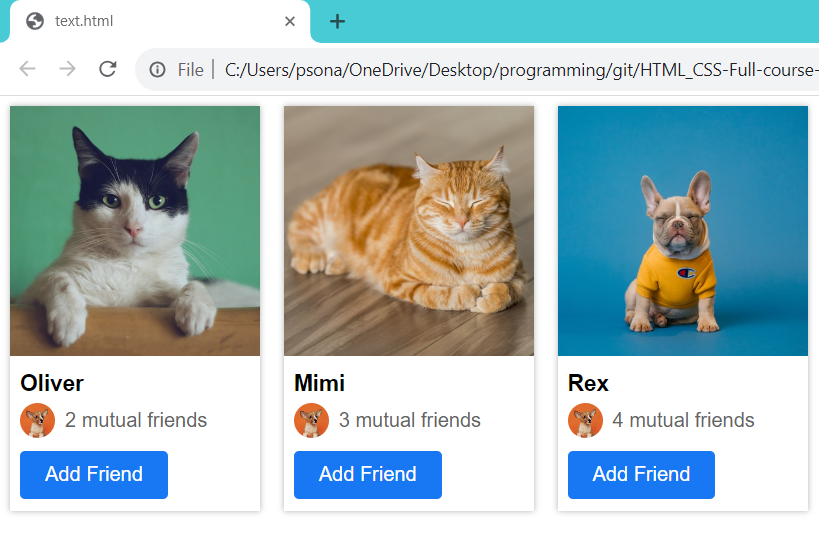 text.html
File | C:/Users/psona/OneDrive/Desktop/programming/git/HTML_CSS-Full-course-
Oliver
2 mutual friends
Add Friend
Mimi
3 mutual friends
Add Friend
Rex
4 mutual friends
Add Friend